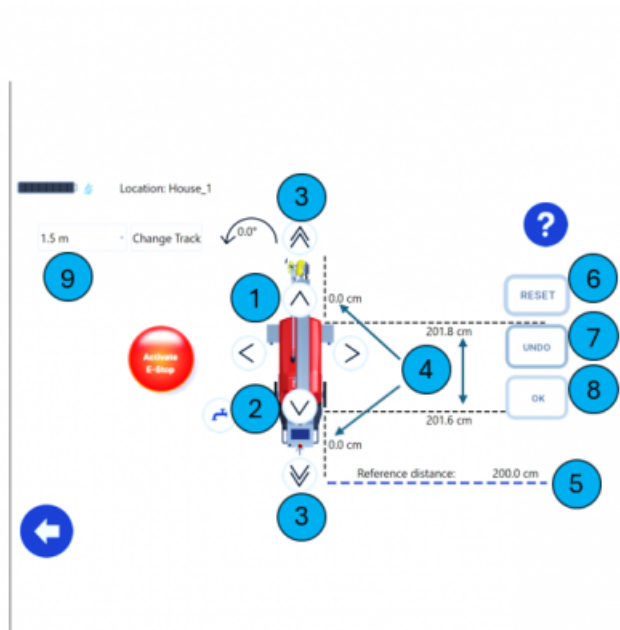 Location: House_1
3
0.0°
?
1.5 m
Change Track
9
6
1
0.0 cm
RESET
201.8 cm
7
UNDO
Activate
E-Stop
4
8
OK
2
201.6 cm
0.0 cm
Reference distance: 200.0 cm
5
3